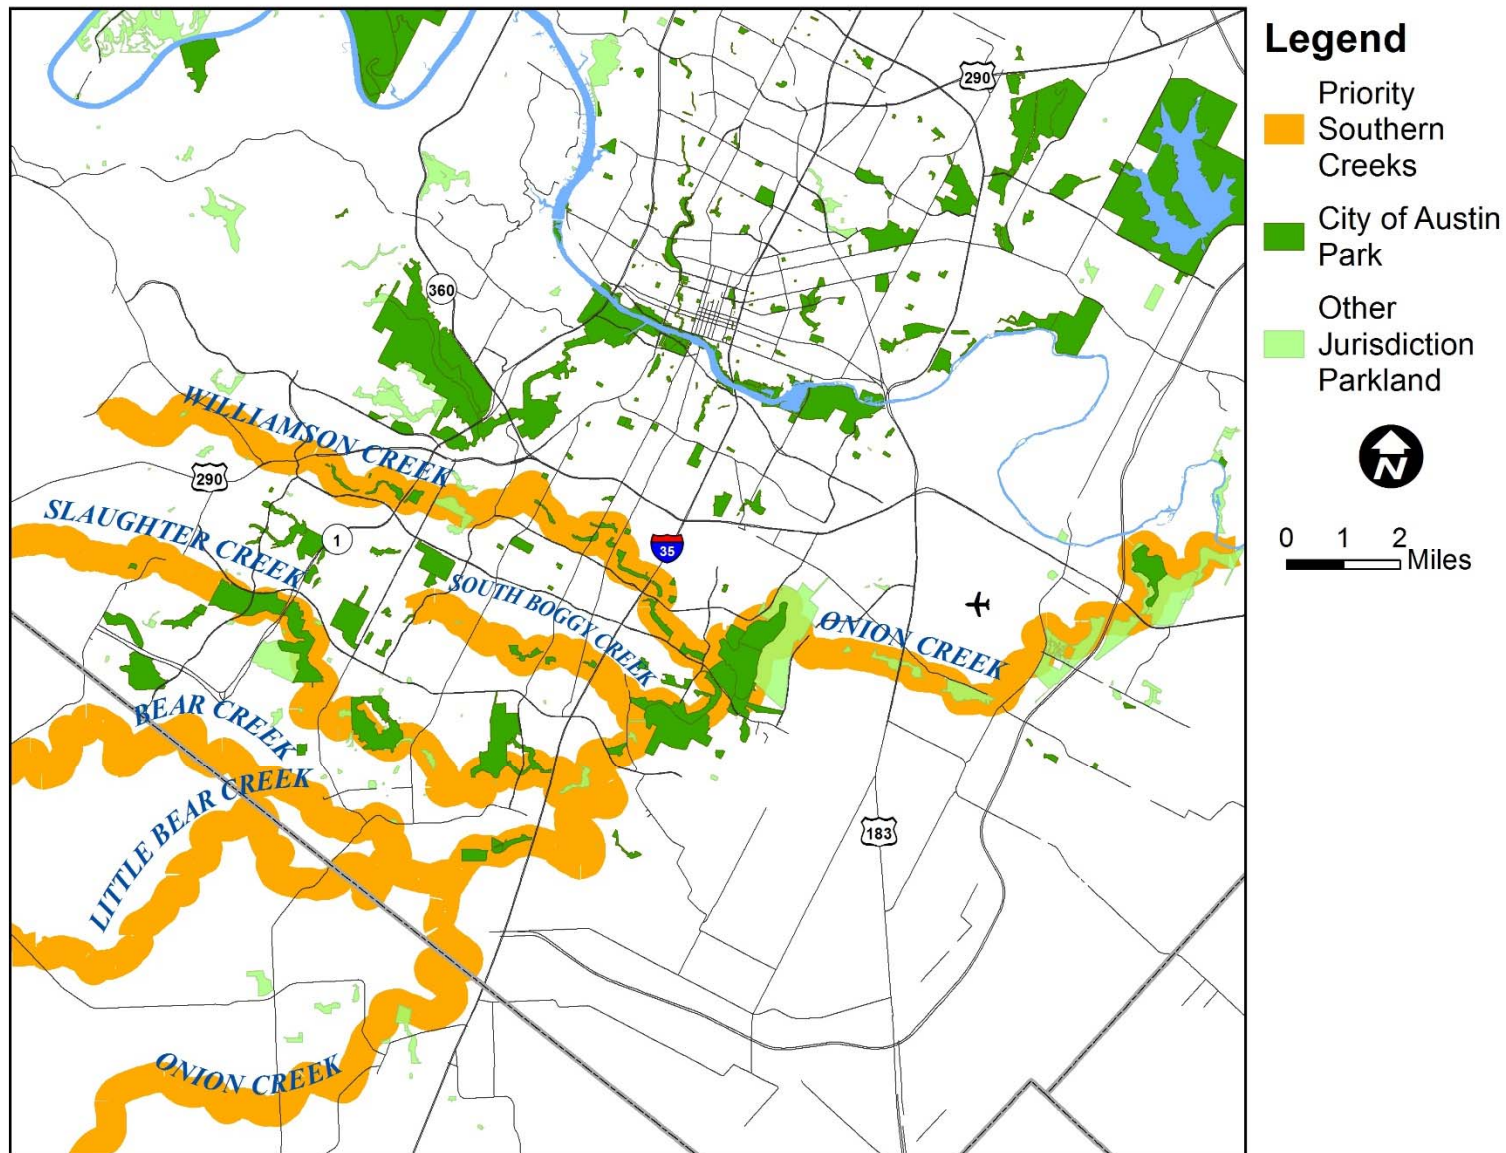 290
360
WILLIAMSON CREEK
290
SLAUGHTER CREEK
1
35
SOUTH BOGGY CREEK
ONION CREEK
BEAR CREEK
LITTLE BEAR CREEK
183
ONION CREEK
Legend
Priority
Southern
Creeks
City of Austin
Park
Other
Jurisdiction
Parkland
N
0 1 2
Miles